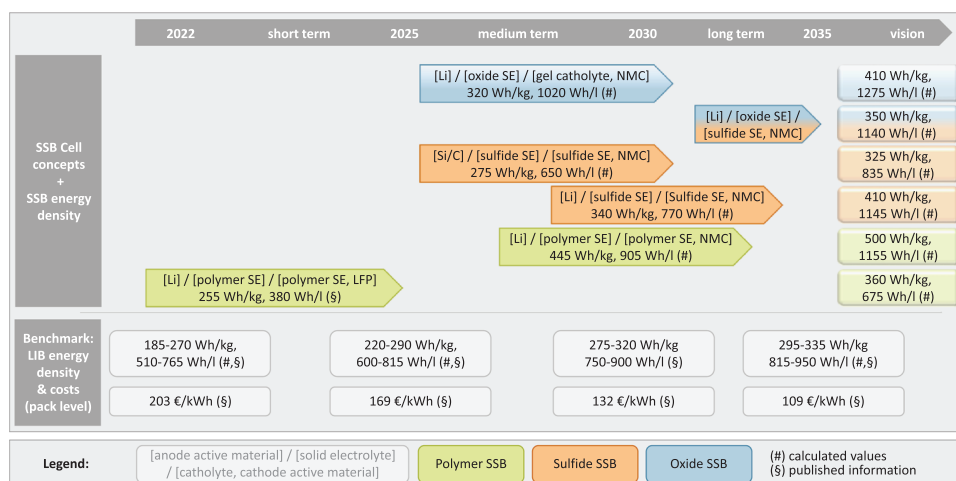 2022 short term 2025 medium term 2030 long term 2035 vision
SSB Cell
concepts
+
SSB energy
density
[Li] / [oxide SE] / [gel catholyte, NMC]
320 Wh/kg, 1020 Wh/l (#)
410 Wh/kg,
1275 Wh/l (#)
[Li] / [oxide SE] /
[sulfide SE, NMC]
350 Wh/kg,
1140 Wh/l (#)
[Si/C] / [sulfide SE] / [sulfide SE, NMC]
275 Wh/kg, 650 Wh/l (#)
325 Wh/kg,
835 Wh/l (#)
[Li] / [sulfide SE] / [Sulfide SE, NMC]
340 Wh/kg, 770 Wh/l (#)
410 Wh/kg,
1145 Wh/l (#)
[Li] / [polymer SE] / [polymer SE, NMC]
445 Wh/kg, 905 Wh/l (#)
500 Wh/kg,
1155 Wh/l (#)
[Li] / [polymer SE] / [polymer SE, LFP]
255 Wh/kg, 380 Wh/l (§)
360 Wh/kg,
675 Wh/l (#)
Benchmark:
LIB energy
density
& costs
(pack level)
185-270 Wh/kg,
510-765 Wh/l (#,§)
220-290 Wh/kg,
600-815 Wh/l (#,§)
275-320 Wh/kg
750-900 Wh/l (§)
295-335 Wh/kg
815-950 Wh/l (#,§)
203 €/kWh (§)
169 €/kWh (§)
132 €/kWh (§)
109 €/kWh (§)
Legend:
[anode active material] / [solid electrolyte]
/ [catholyte, cathode active material]
Polymer SSB
Sulfide SSB
Oxide SSB
(#) calculated values
(§) published information